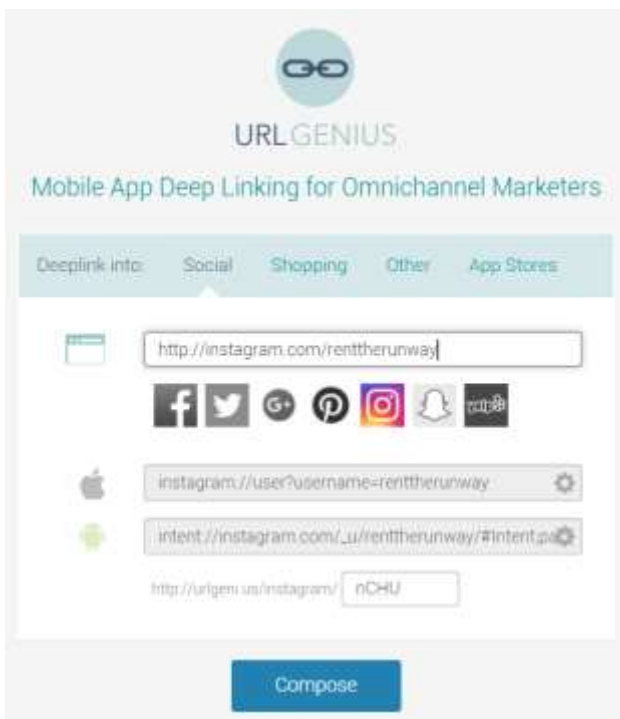 URLGENIUS
Mobile App Deep Linking for Omnichannel Marketers
Deeplink into: Social Shopping Other App Stores
http://instagram.com/renttherunway
f G+ yelp
instagram://user?username=renttherunway
intent://instagram.com/_u/renttherunway/#Intent;pa
http://urlgeni.us/instagram/ nCHU
Compose